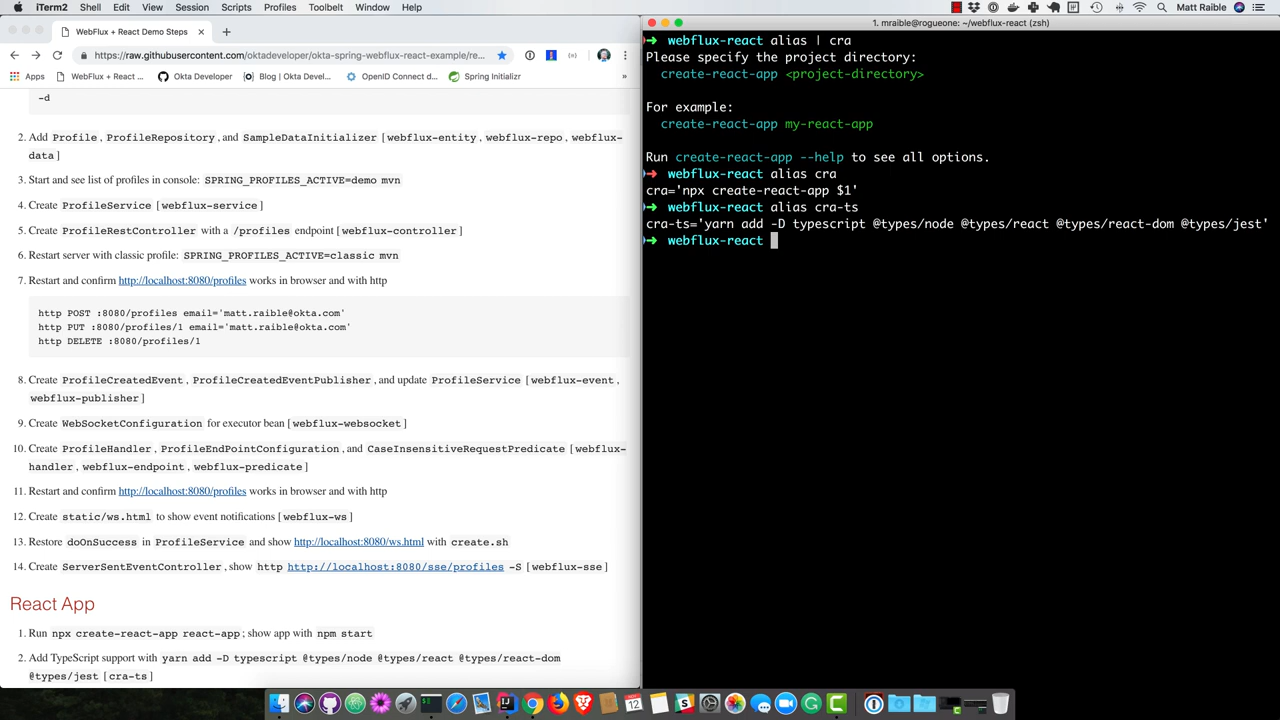 iTerm2 Shell Edit View Session Scripts Profiles Toolbelt Window Help Matt Raible
WebFlux + React Demo Steps
https://raw.githubusercontent.com/oktadeveloper/okta-spring-webflux-react-example/re...
Apps WebFlux + React D... Okta Developer Blog | Okta Devel... OpenID Connect d... Spring Initializr »
-d
2. Add Profile, ProfileRepository, and SampleDataInitializer [webflux-entity, webflux-repo, webflux-
data]
3. Start and see list of profiles in console: SPRING_PROFILES_ACTIVE=demo mvn
4. Create ProfileService [webflux-service]
5. Create ProfileRestController with a /profiles endpoint [webflux-controller]
6. Restart server with classic profile: SPRING_PROFILES_ACTIVE=classic mvn
7. Restart and confirm http://localhost:8080/profiles works in browser and with http
http POST :8080/profiles email='matt.raible@okta.com'
http PUT :8080/profiles/1 email='matt.raible@okta.com'
http DELETE :8080/profiles/1
8. Create ProfileCreatedEvent, ProfileCreatedEventPublisher, and update ProfileService [webflux-event,
webflux-publisher]
9. Create WebSocketConfiguration for executor bean [webflux-websocket]
10. Create ProfileHandler, ProfileEndPointConfiguration, and CaseInsensitiveRequestPredicate [webflux-
handler, webflux-endpoint, webflux-predicate]
11. Restart and confirm http://localhost:8080/profiles works in browser and with http
12. Create static/ws.html to show event notifications [webflux-ws]
13. Restore doOnSuccess in ProfileService and show http://localhost:8080/ws.html with create.sh
14. Create ServerSentEventController, show http http://localhost:8080/sse/profiles -S [webflux-sse]
React App
1. Run npx create-react-app react-app; show app with npm start
2. Add TypeScript support with yarn add -D typescript @types/node @types/react @types/react-dom
@types/jest [cra-ts]
1. mraible@rogueone: ~/webflux-react (zsh)
➜ webflux-react alias | cra
Please specify the project directory:
create-react-app <project-directory>
For example:
create-react-app my-react-app
Run create-react-app --help to see all options.
➜ webflux-react alias cra
cra='npx create-react-app $1'
➜ webflux-react alias cra-ts
cra-ts='yarn add -D typescript @types/node @types/react @types/react-dom @types/jest'
➜ webflux-react
12